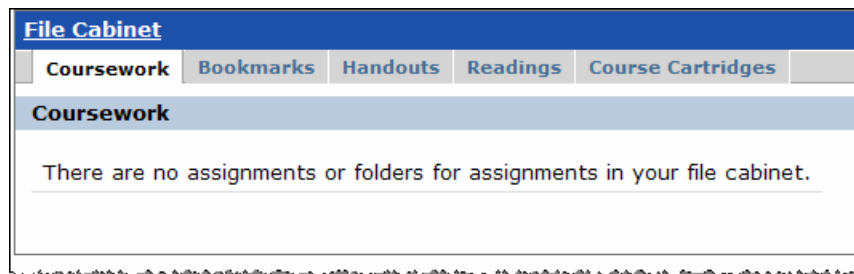 File Cabinet
Coursework Bookmarks Handouts Readings Course Cartridges
Coursework
There are no assignments or folders for assignments in your file cabinet.